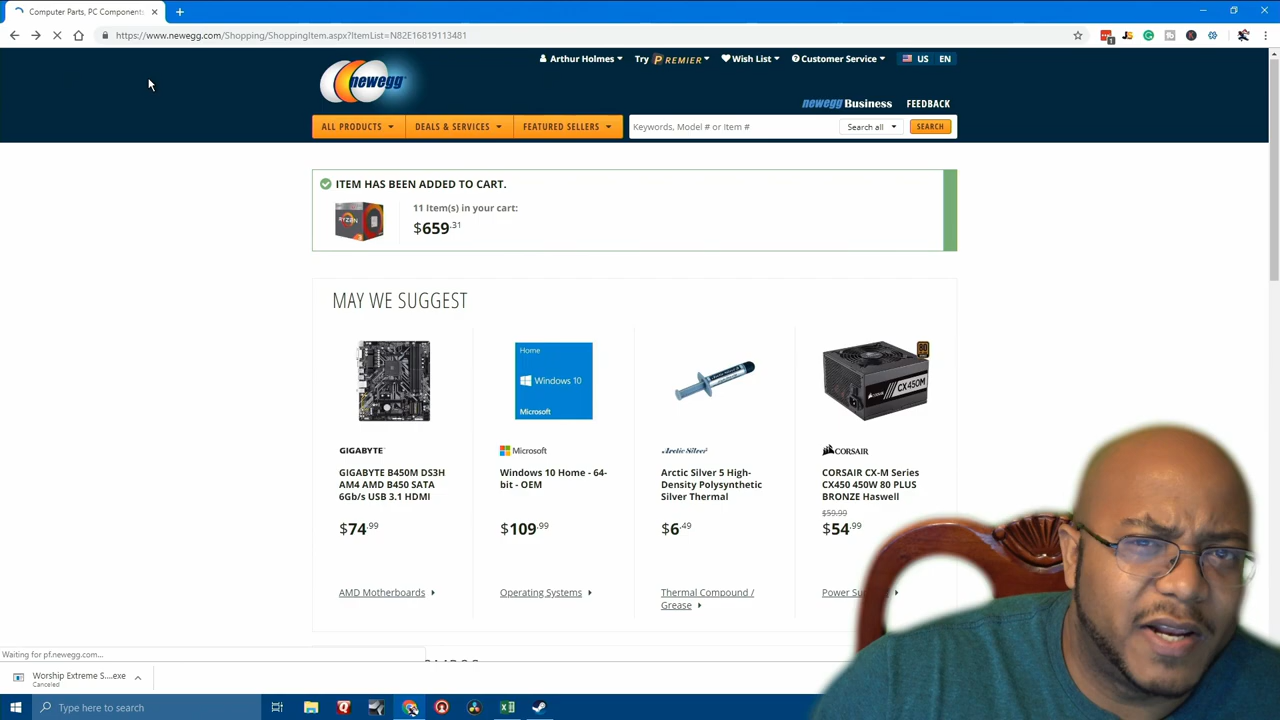 Computer Parts, PC Components
https://www.newegg.com/Shopping/ShoppingItem.aspx?ItemList=N82E16819113481
1
JS
Arthur Holmes
Try PREMIER
Wish List
Customer Service
US
EN
newegg
newegg Business
FEEDBACK
ALL PRODUCTS
DEALS & SERVICES
FEATURED SELLERS
Keywords, Model # or Item #
Search all
SEARCH
ITEM HAS BEEN ADDED TO CART.
RYZEN
11 Item(s) in your cart:
$659.31
MAY WE SUGGEST
Home
Windows 10
Microsoft
CX450M
GIGABYTE
GIGABYTE B450M DS3H
AM4 AMD B450 SATA
6Gb/s USB 3.1 HDMI
$74.99
AMD Motherboards
Microsoft
Windows 10 Home - 64-
bit - OEM
$109.99
Operating Systems
Arctic Silver
Arctic Silver 5 High-
Density Polysynthetic
Silver Thermal
$6.49
Thermal Compound /
Grease
CORSAIR
CORSAIR CX-M Series
CX450 450W 80 PLUS
BRONZE Haswell
$59.99
$54.99
Power
Waiting for pf.newegg.com...
Worship Extreme S....exe
Canceled
Type here to search